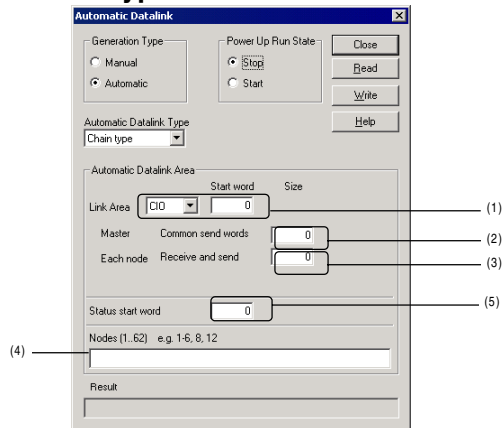 Automatic Datalink
Generation Type
Manual
Automatic
Power Up Run State
Stop
Start
Close
Read
Write
Help
Automatic Datalink Type
Chain type
Automatic Datalink Area
Start word Size
Link Area CIO 0 (1)
Master Common send words 0 (2)
Each node Receive and send 0 (3)
Status start word 0 (5)
Nodes (1..62) e.g. 1-6, 8, 12
(4)
Result